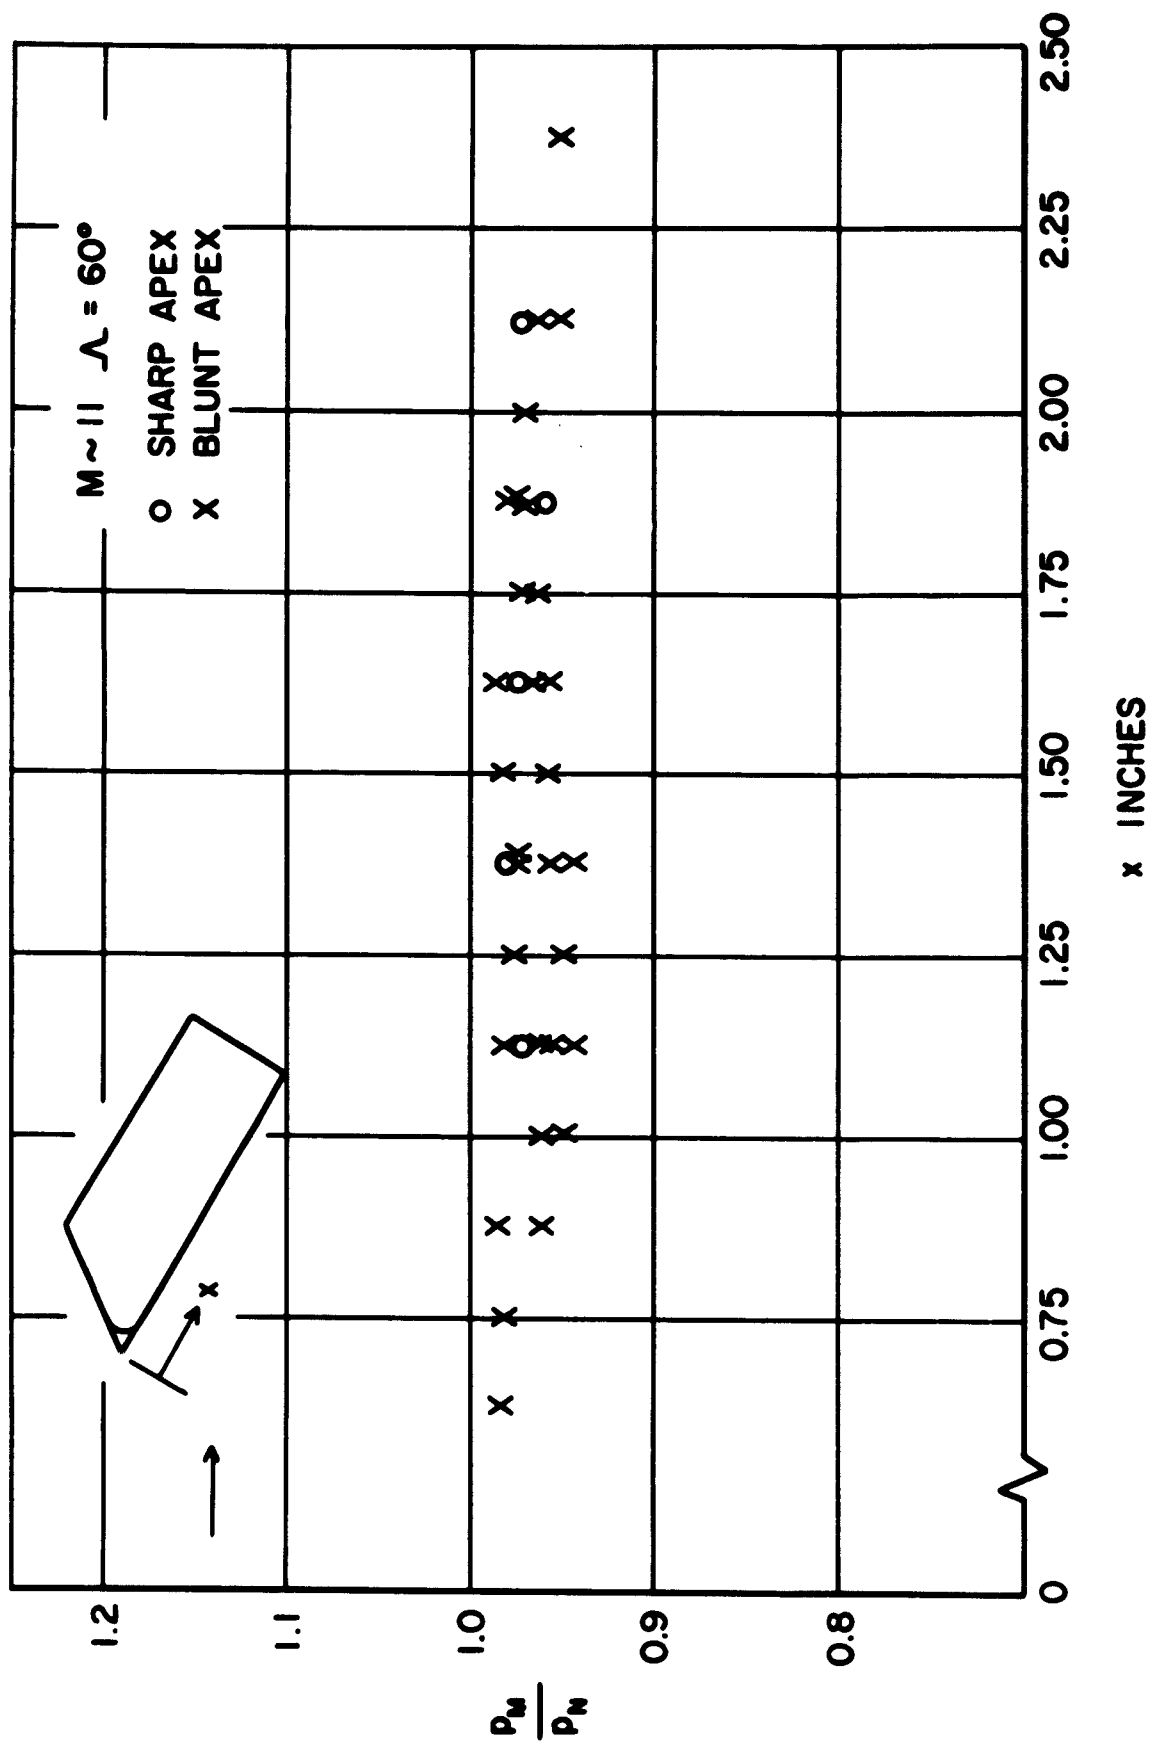 M ~ 11 Λ = 60°
O SHARP APEX
X BLUNT APEX
x
1.2
1.1
1.0
0.9
0.8
P_M
P_N
0 0.75 1.00 1.25 1.50 1.75 2.00 2.25 2.50
x INCHES